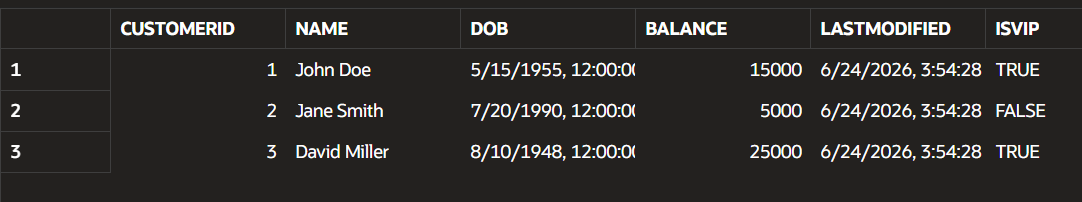 CUSTOMERID NAME DOB BALANCE LASTMODIFIED ISVIP
1 1 John Doe 5/15/1955, 12:00:00 15000 6/24/2026, 3:54:28 TRUE
2 2 Jane Smith 7/20/1990, 12:00:00 5000 6/24/2026, 3:54:28 FALSE
3 3 David Miller 8/10/1948, 12:00:00 25000 6/24/2026, 3:54:28 TRUE